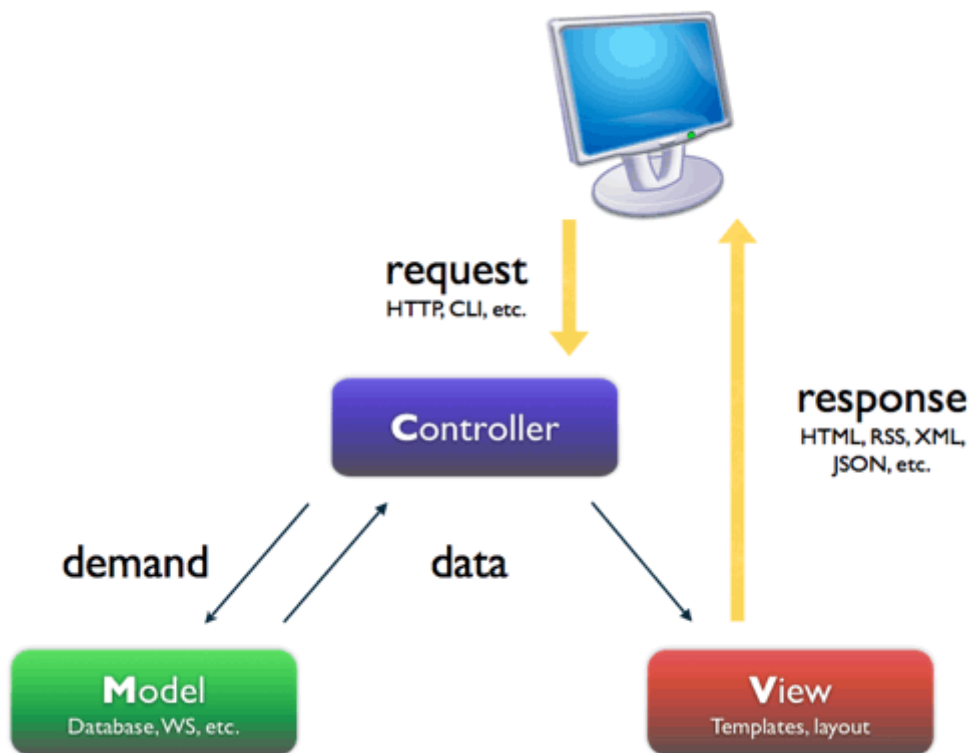 request
HTTP, CLI, etc.
Controller
response
HTML, RSS, XML,
JSON, etc.
demand
data
Model
Database, WS, etc.
View
Templates, layout